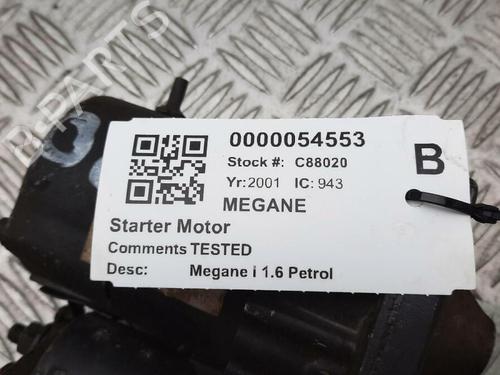 B-PARTS
0000054553
Stock #: C88020
B
Yr: 2001 IC: 943
MEGANE
Starter Motor
Comments TESTED
Desc: Megane i 1.6 Petrol